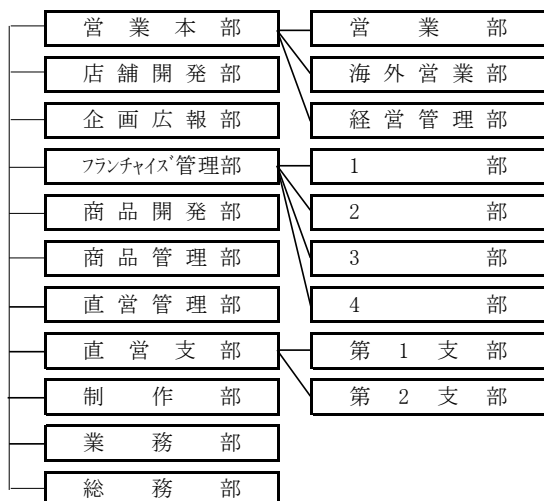 営業本部 営業部
店舗開発部 海外営業部
企画広報部 経営管理部
フランチャイズ管理部 1部
商品開発部 2部
商品管理部 3部
直営管理部 4部
直営支部 第1支部
制作部 第2支部
業務部
総務部